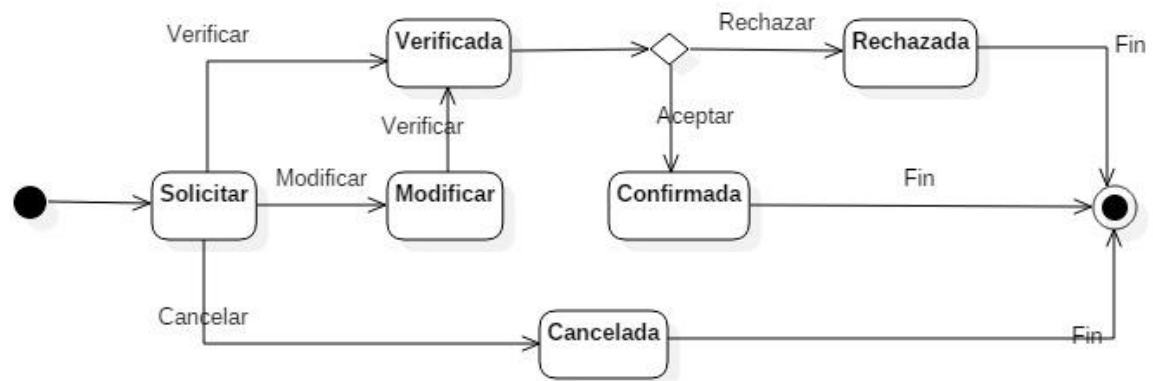 Verificar
Verificada
Rechazar
Rechazada
Fin
Verificar
Aceptar
Solicitar
Modificar
Modificar
Confirmada
Fin
Cancelar
Cancelada
Fin